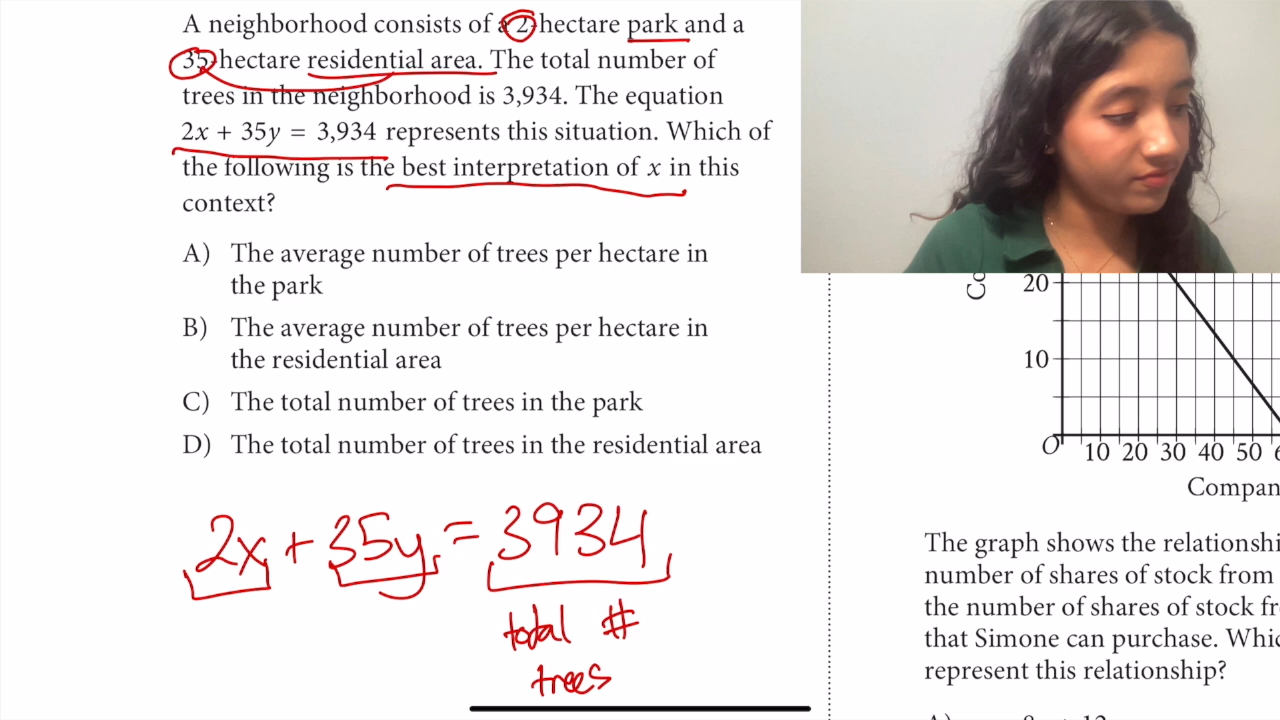 A neighborhood consists of a 2-hectare park and a
35-hectare residential area. The total number of
trees in the neighborhood is 3,934. The equation
2x + 35y = 3,934 represents this situation. Which of
the following is the best interpretation of x in this
context?
A) The average number of trees per hectare in
the park
B) The average number of trees per hectare in
the residential area
C) The total number of trees in the park
D) The total number of trees in the residential area
2x + 35y = 3934
total #
trees
20
10
O 10 20 30 40 50
Compan
The graph shows the relationshi
number of shares of stock from
the number of shares of stock fr
that Simone can purchase. Whic
represent this relationship?